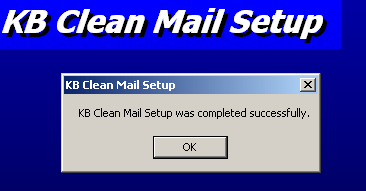 KB Clean Mail Setup
KB Clean Mail Setup
KB Clean Mail Setup was completed successfully.
OK